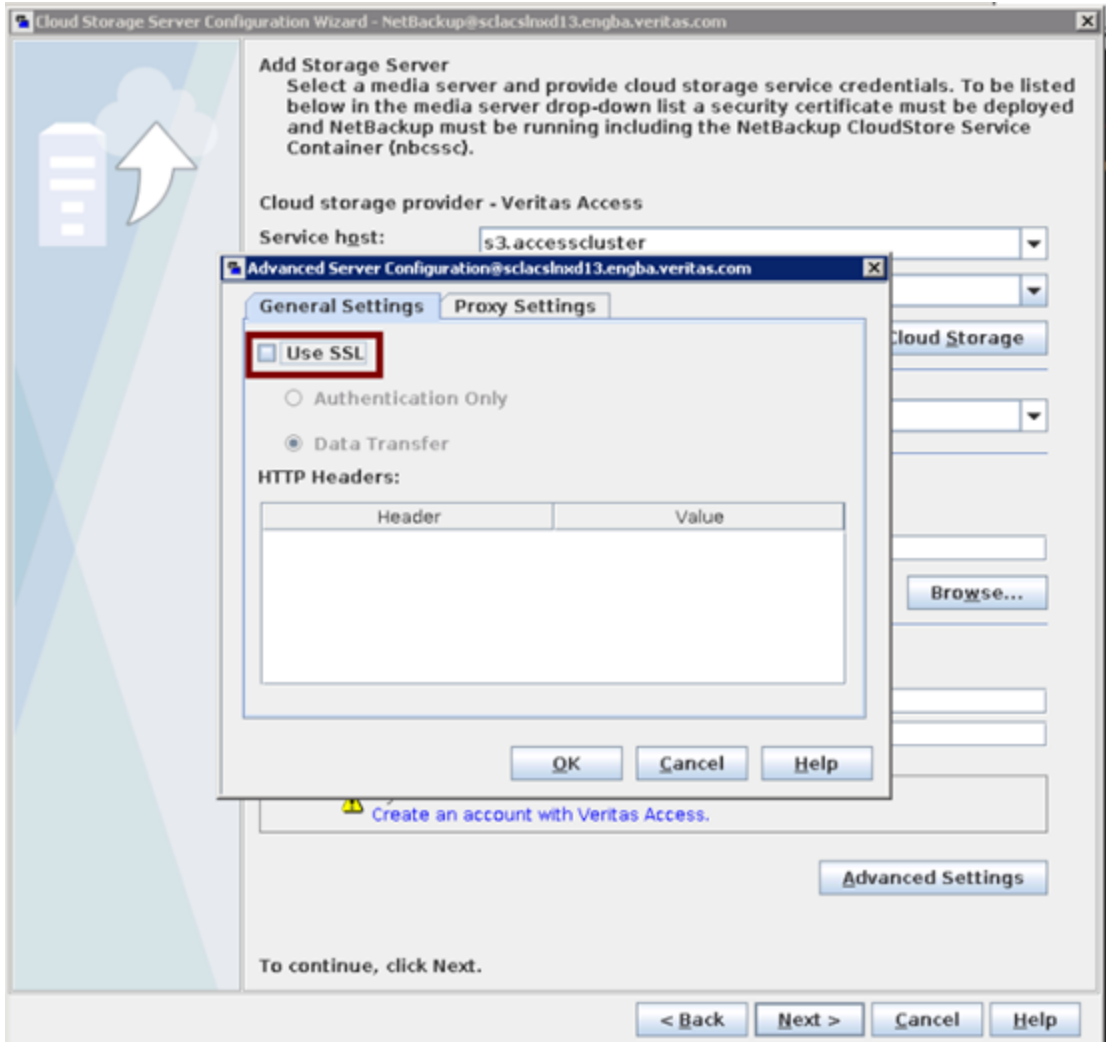 Cloud Storage Server Configuration Wizard - NetBackup@sclacslnxd13.engba.veritas.com
Add Storage Server
Select a media server and provide cloud storage service credentials. To be listed
below in the media server drop-down list a security certificate must be deployed
and NetBackup must be running including the NetBackup CloudStore Service
Container (nbcssc).
Cloud storage provider - Veritas Access
Service host:
s3.accesscluster
Advanced Server Configuration@sclacslnxd13.engba.veritas.com
General Settings
Proxy Settings
Cloud Storage
Use SSL
Authentication Only
Data Transfer
HTTP Headers:
Header
Value
Browse...
OK
Cancel
Help
Create an account with Veritas Access.
Advanced Settings
To continue, click Next.
< Back
Next >
Cancel
Help